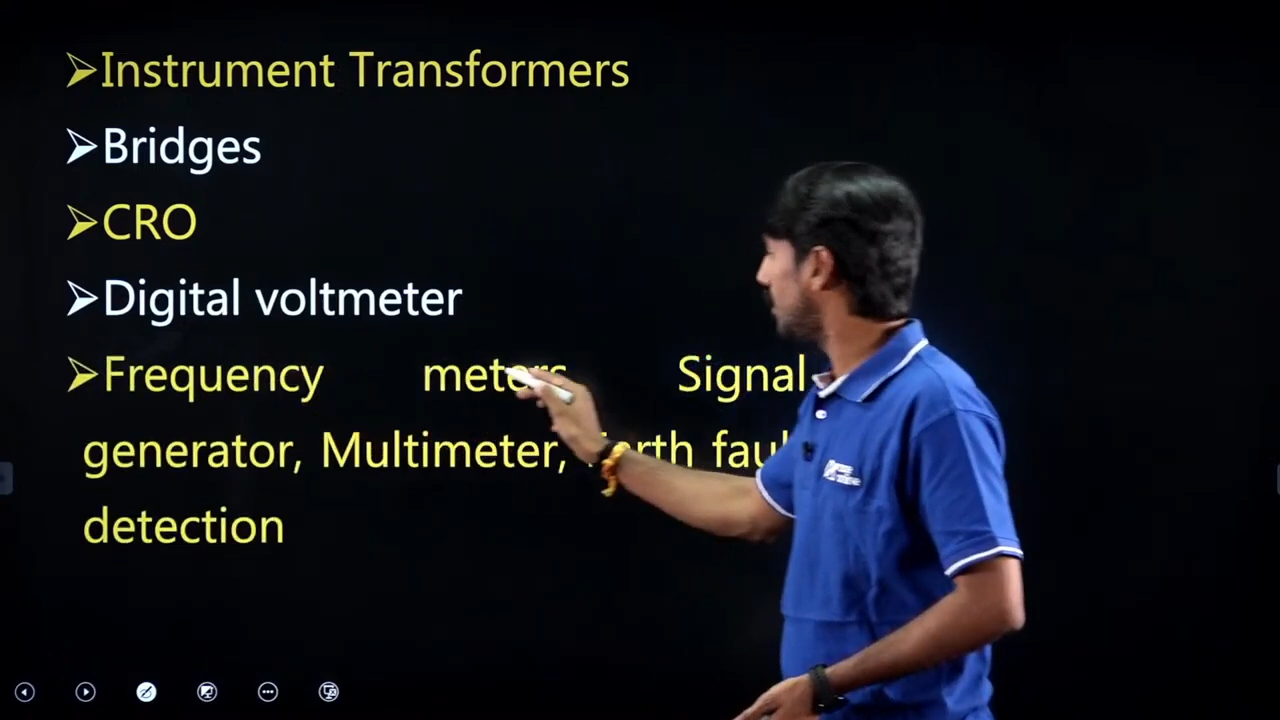 ➢Instrument Transformers
➢Bridges
➢CRO
➢Digital voltmeter
➢Frequency meters Signal
generator, Multimeter,
detection